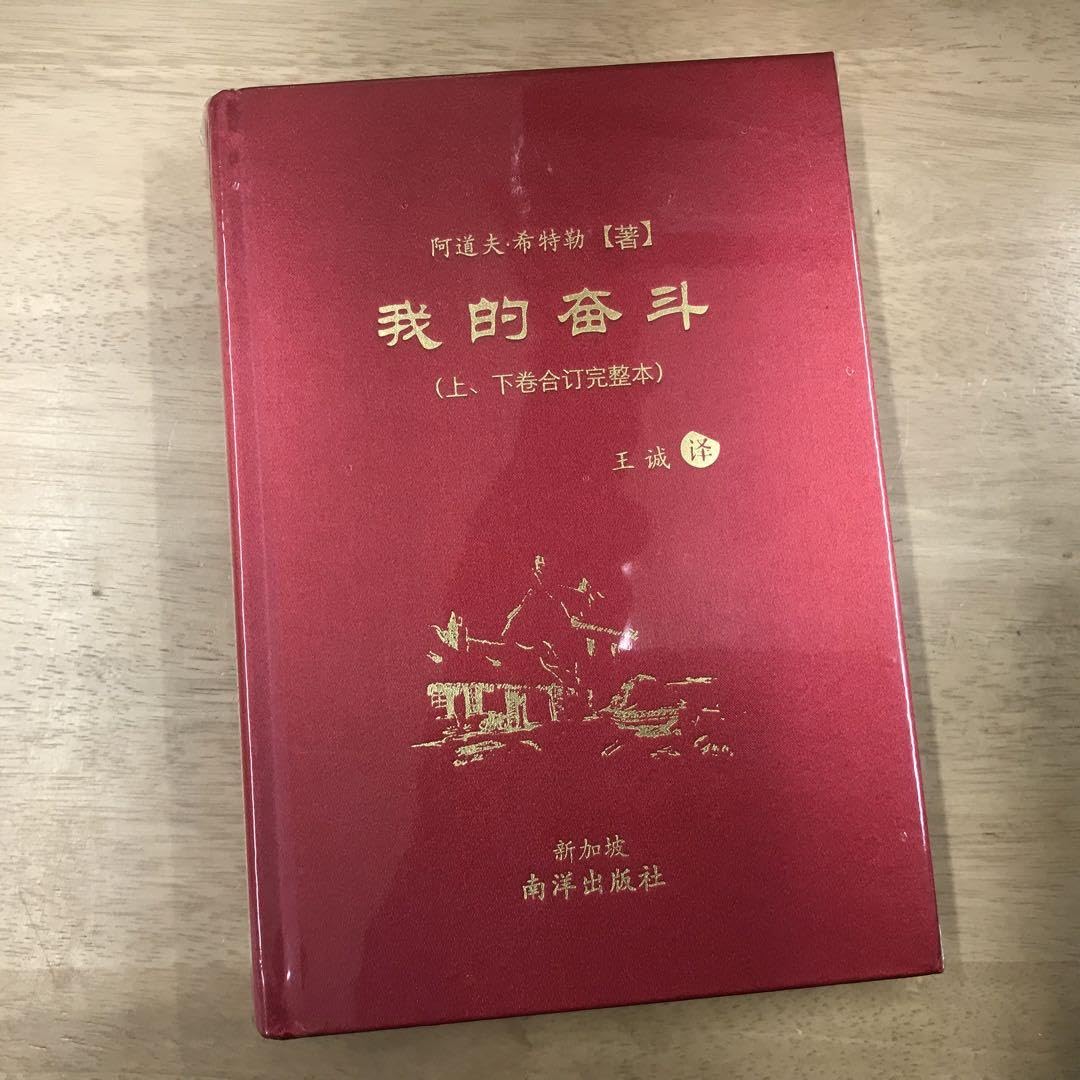 阿道夫·希特勒【著】
我的奋斗
(上、下卷合订完整本)
王诚 译
新加坡
南洋出版社